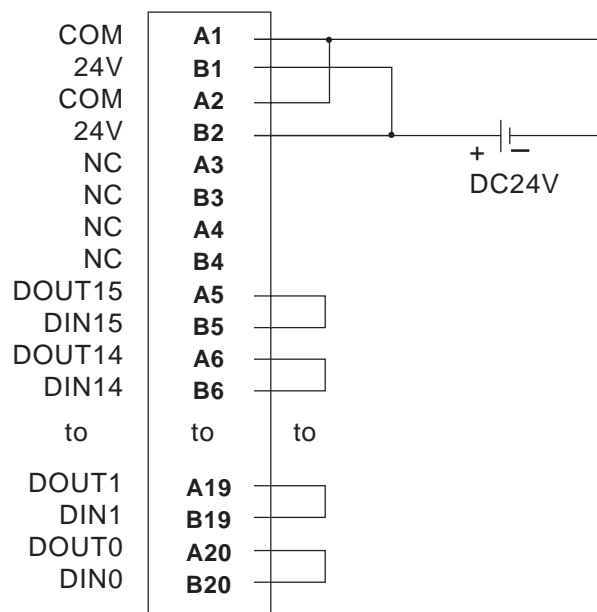 COM A1
24V B1
COM A2
24V B2
+ −
NC A3
DC24V
NC B3
NC A4
NC B4
DOUT15 A5
DIN15 B5
DOUT14 A6
DIN14 B6
to to to
DOUT1 A19
DIN1 B19
DOUT0 A20
DIN0 B20